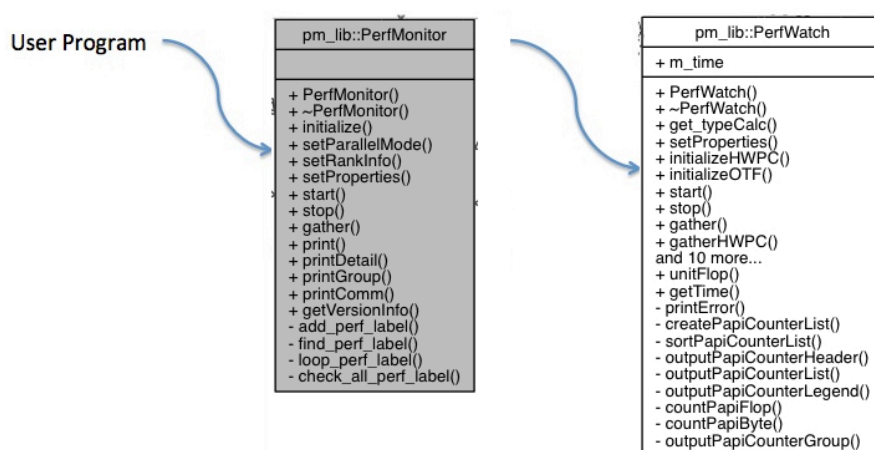 User Program
pm_lib::PerfMonitor
+ PerfMonitor()
+ ~PerfMonitor()
+ initialize()
+ setParallelMode()
+ setRankInfo()
+ setProperties()
+ start()
+ stop()
+ gather()
+ print()
+ printDetail()
+ printGroup()
+ printComm()
+ getVersionInfo()
- add_perf_label()
- find_perf_label()
- loop_perf_label()
- check_all_perf_label()
pm_lib::PerfWatch
+ m_time
+ PerfWatch()
+ ~PerfWatch()
+ get_typeCalc()
+ setProperties()
+ initializeHWPC()
+ initializeOTF()
+ start()
+ stop()
+ gather()
+ gatherHWPC()
and 10 more...
+ unitFlop()
+ getTime()
- printError()
- createPapiCounterList()
- sortPapiCounterList()
- outputPapiCounterHeader()
- outputPapiCounterList()
- outputPapiCounterLegend()
- countPapiFlop()
- countPapiByte()
- outputPapiCounterGroup()